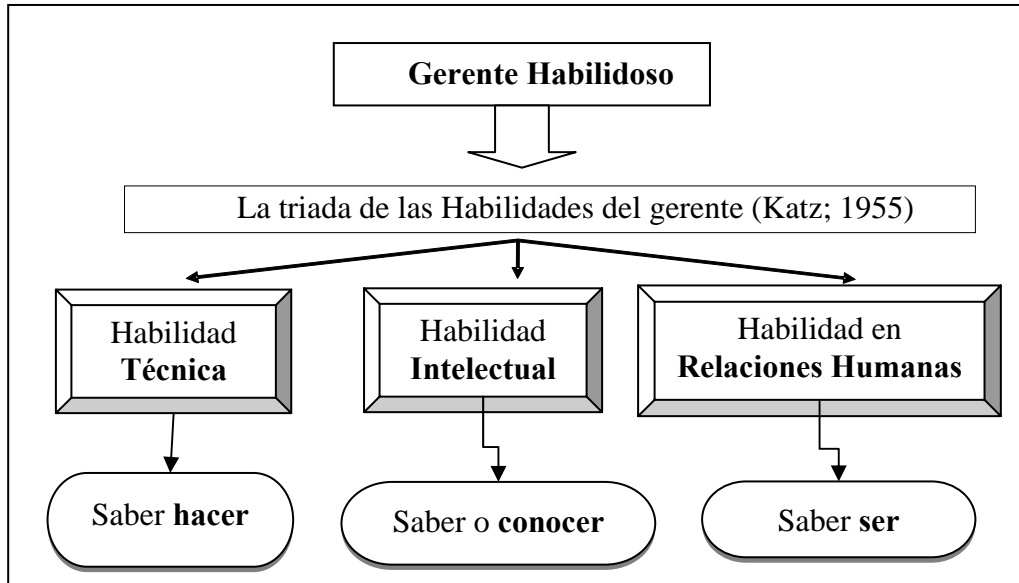 Gerente Habilidoso
La triada de las Habilidades del gerente (Katz; 1955)
Habilidad
Técnica
Habilidad
Intelectual
Habilidad en
Relaciones Humanas
Saber hacer
Saber o conocer
Saber ser